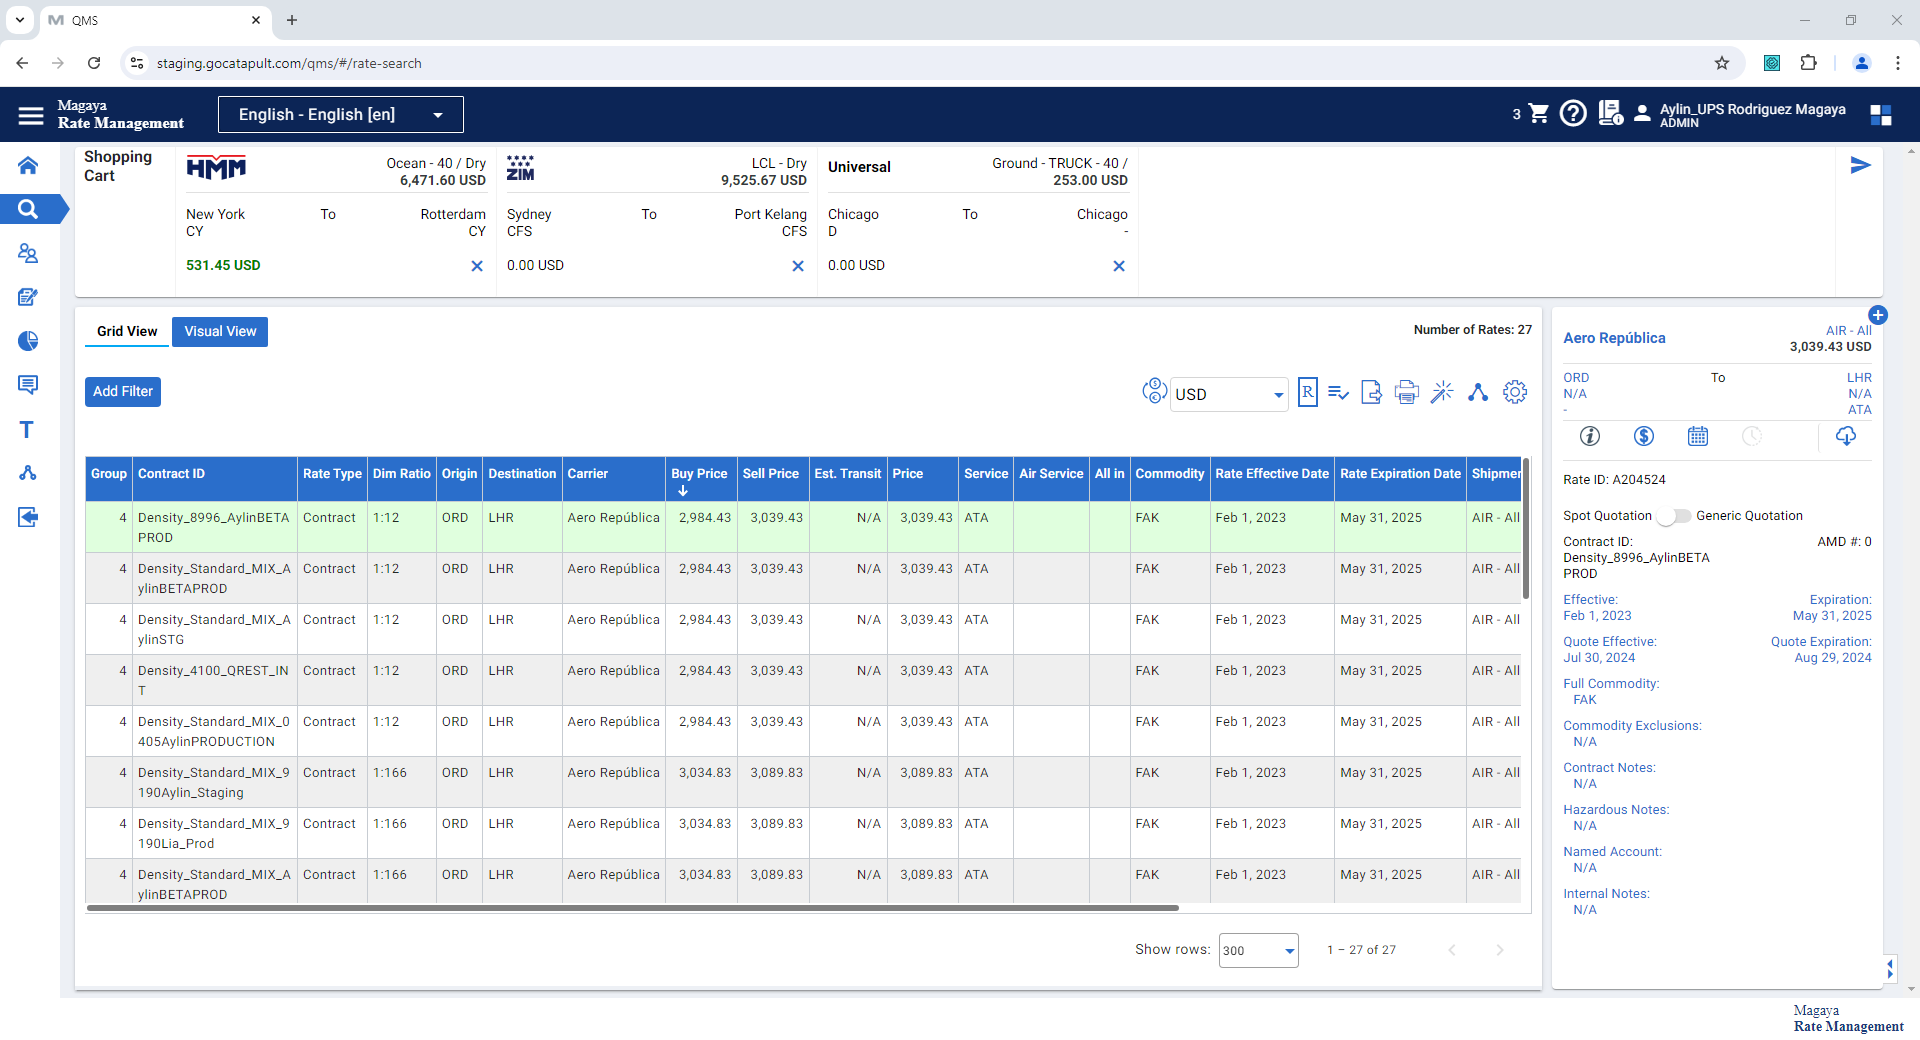 QMS
staging.gocatapult.com/qms/#/rate-search
Magaya
Rate Management
English - English [en]
3
Aylin_UPS Rodriguez Magaya
ADMIN
Shopping
Cart
HMM
Ocean - 40 / Dry
6,471.60 USD
New York To Rotterdam
CY CY
531.45 USD
ZIM
LCL - Dry
9,525.67 USD
Sydney To Port Kelang
CFS CFS
0.00 USD
Universal
Ground - TRUCK - 40 /
253.00 USD
Chicago To Chicago
D -
0.00 USD
Grid View
Visual View
Number of Rates: 27
Add Filter
USD
R
Group Contract ID Rate Type Dim Ratio Origin Destination Carrier Buy Price Sell Price Est. Transit Price Service Air Service All in Commodity Rate Effective Date Rate Expiration Date Shipmer
4 Density_8996_AylinBETA Contract 1:12 ORD LHR Aero República 2,984.43 3,039.43 N/A 3,039.43 ATA FAK Feb 1, 2023 May 31, 2025 AIR - All
PROD
4 Density_Standard_MIX_A Contract 1:12 ORD LHR Aero República 2,984.43 3,039.43 N/A 3,039.43 ATA FAK Feb 1, 2023 May 31, 2025 AIR - All
ylinBETAPROD
4 Density_Standard_MIX_A Contract 1:12 ORD LHR Aero República 2,984.43 3,039.43 N/A 3,039.43 ATA FAK Feb 1, 2023 May 31, 2025 AIR - All
ylinSTG
4 Density_4100_QREST_IN Contract 1:12 ORD LHR Aero República 2,984.43 3,039.43 N/A 3,039.43 ATA FAK Feb 1, 2023 May 31, 2025 AIR - All
T
4 Density_Standard_MIX_0 Contract 1:12 ORD LHR Aero República 2,984.43 3,039.43 N/A 3,039.43 ATA FAK Feb 1, 2023 May 31, 2025 AIR - All
405AylinPRODUCTION
4 Density_Standard_MIX_9 Contract 1:166 ORD LHR Aero República 3,034.83 3,089.83 N/A 3,089.83 ATA FAK Feb 1, 2023 May 31, 2025 AIR - All
190Aylin_Staging
4 Density_Standard_MIX_9 Contract 1:166 ORD LHR Aero República 3,034.83 3,089.83 N/A 3,089.83 ATA FAK Feb 1, 2023 May 31, 2025 AIR - All
190Lia_Prod
4 Density_Standard_MIX_A Contract 1:166 ORD LHR Aero República 3,034.83 3,089.83 N/A 3,089.83 ATA FAK Feb 1, 2023 May 31, 2025 AIR - All
ylinBETAPROD
Show rows: 300 1 – 27 of 27
Aero República
AIR - All
3,039.43 USD
ORD To LHR
N/A N/A
- ATA
Rate ID: A204524
Spot Quotation Generic Quotation
Contract ID: AMD #: 0
Density_8996_AylinBETA
PROD
Effective: Expiration:
Feb 1, 2023 May 31, 2025
Quote Effective: Quote Expiration:
Jul 30, 2024 Aug 29, 2024
Full Commodity:
FAK
Commodity Exclusions:
N/A
Contract Notes:
N/A
Hazardous Notes:
N/A
Named Account:
N/A
Internal Notes:
N/A
Magaya
Rate Management